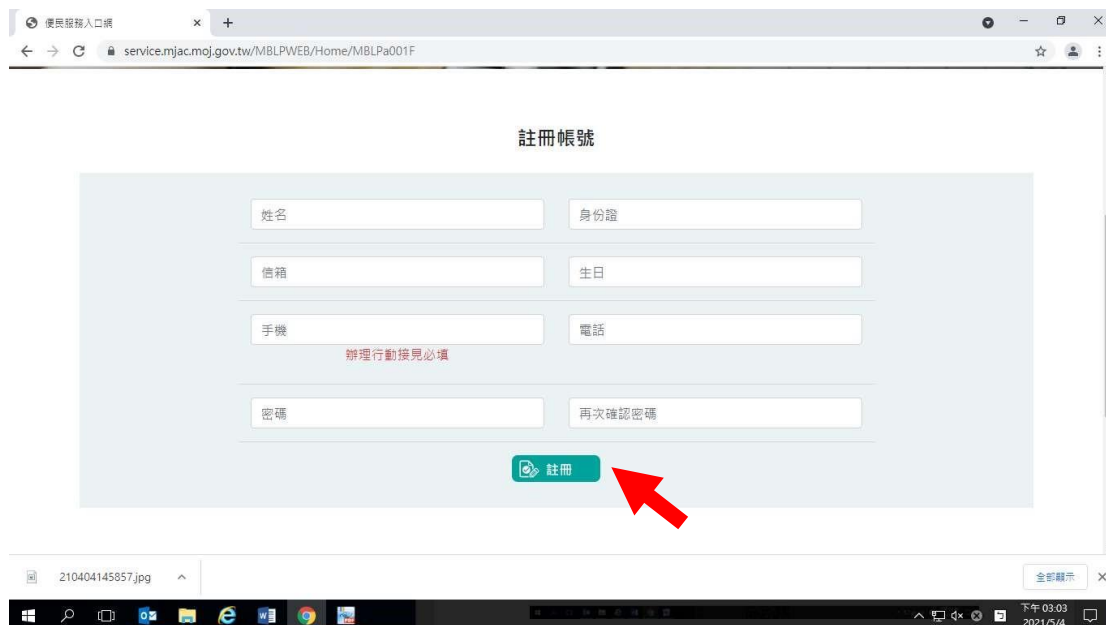 便民服務入口網
service.mjac.moj.gov.tw/MBLPWEB/Home/MBLPa001F
註冊帳號
姓名 身份證
信箱 生日
手機 電話
辦理行動接見必填
密碼 再次確認密碼
註冊
210404145857.jpg 全部顯示
下午 03:03
2021/5/4